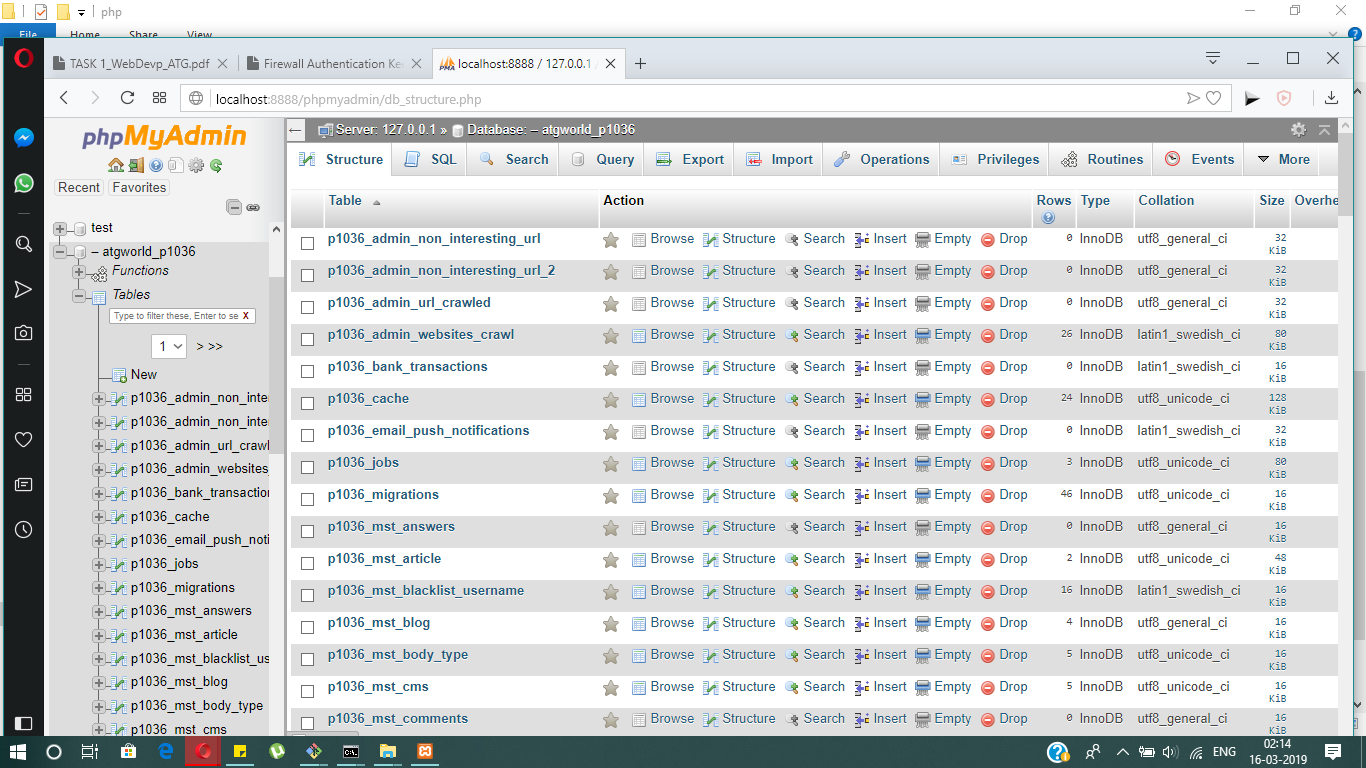 php
File Home Share View
TASK 1_WebDevp_ATG.pdf Firewall Authentication Ke localhost:8888 / 127.0.0.1
localhost:8888/phpmyadmin/db_structure.php
phpMyAdmin
Recent Favorites
test
– atgworld_p1036
Functions
Tables
Type to filter these, Enter to se X
1 > >>
New
p1036_admin_non_inte
p1036_admin_non_inte
p1036_admin_url_crawl
p1036_admin_websites
p1036_bank_transaction
p1036_cache
p1036_email_push_noti
p1036_jobs
p1036_migrations
p1036_mst_answers
p1036_mst_article
p1036_mst_blacklist_us
p1036_mst_blog
p1036_mst_body_type
p1036_mst_cms
Server: 127.0.0.1 » Database: – atgworld_p1036
Structure SQL Search Query Export Import Operations Privileges Routines Events More
Table Action Rows Type Collation Size Overhe
p1036_admin_non_interesting_url Browse Structure Search Insert Empty Drop 0 InnoDB utf8_general_ci 32 KiB
p1036_admin_non_interesting_url_2 Browse Structure Search Insert Empty Drop 0 InnoDB utf8_general_ci 32 KiB
p1036_admin_url_crawled Browse Structure Search Insert Empty Drop 0 InnoDB utf8_general_ci 32 KiB
p1036_admin_websites_crawl Browse Structure Search Insert Empty Drop 26 InnoDB latin1_swedish_ci 80 KiB
p1036_bank_transactions Browse Structure Search Insert Empty Drop 0 InnoDB latin1_swedish_ci 16 KiB
p1036_cache Browse Structure Search Insert Empty Drop 24 InnoDB utf8_unicode_ci 128 KiB
p1036_email_push_notifications Browse Structure Search Insert Empty Drop 0 InnoDB latin1_swedish_ci 32 KiB
p1036_jobs Browse Structure Search Insert Empty Drop 3 InnoDB utf8_unicode_ci 80 KiB
p1036_migrations Browse Structure Search Insert Empty Drop 46 InnoDB utf8_unicode_ci 16 KiB
p1036_mst_answers Browse Structure Search Insert Empty Drop 0 InnoDB utf8_general_ci 16 KiB
p1036_mst_article Browse Structure Search Insert Empty Drop 2 InnoDB utf8_unicode_ci 48 KiB
p1036_mst_blacklist_username Browse Structure Search Insert Empty Drop 16 InnoDB latin1_swedish_ci 16 KiB
p1036_mst_blog Browse Structure Search Insert Empty Drop 4 InnoDB utf8_unicode_ci 16 KiB
p1036_mst_body_type Browse Structure Search Insert Empty Drop 5 InnoDB utf8_unicode_ci 16 KiB
p1036_mst_cms Browse Structure Search Insert Empty Drop 5 InnoDB utf8_unicode_ci 16 KiB
p1036_mst_comments Browse Structure Search Insert Empty Drop 0 InnoDB utf8_general_ci 16 KiB
ENG 02:14
16-03-2019